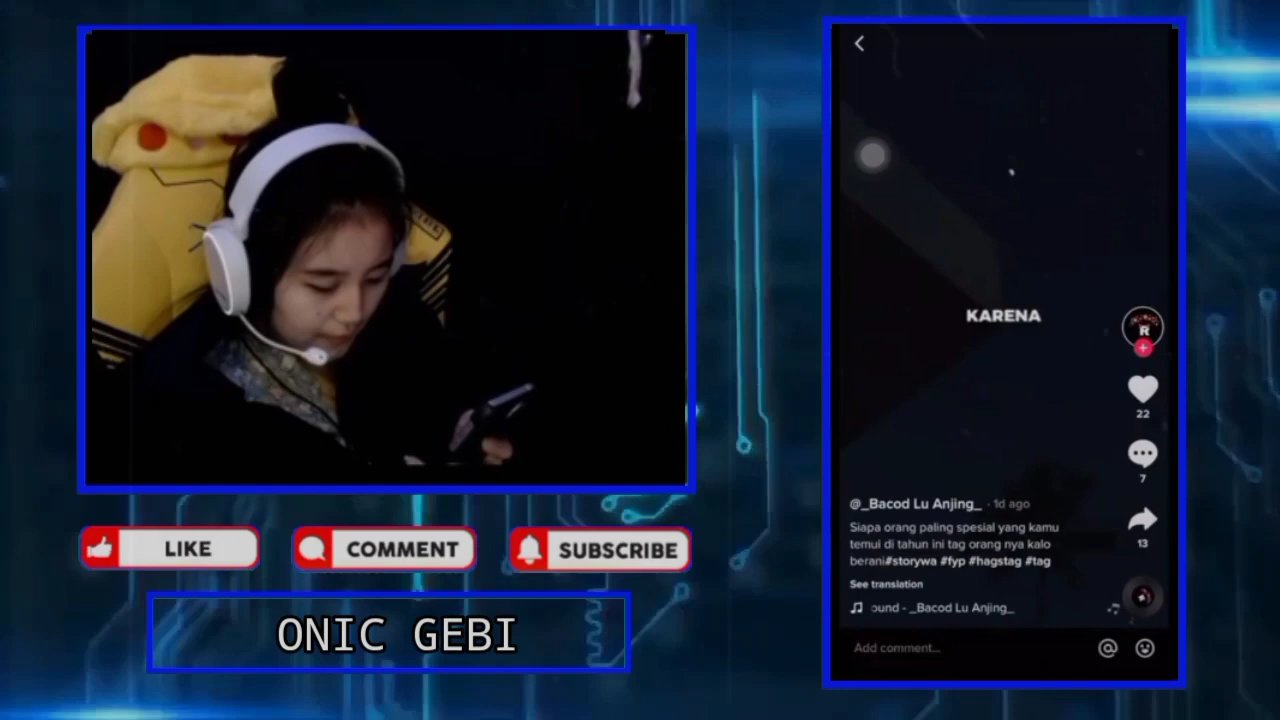 LIKE
COMMENT
SUBSCRIBE
ONIC GEBI
KARENA
R
22
7
13
@_Bacod Lu Anjing_ · 1d ago
Siapa orang paling spesial yang kamu
temui di tahun ini tag orang nya kalo
berani#storywa #fyp #hagstag #tag
See translation
ound - _Bacod Lu Anjing_
Add comment...